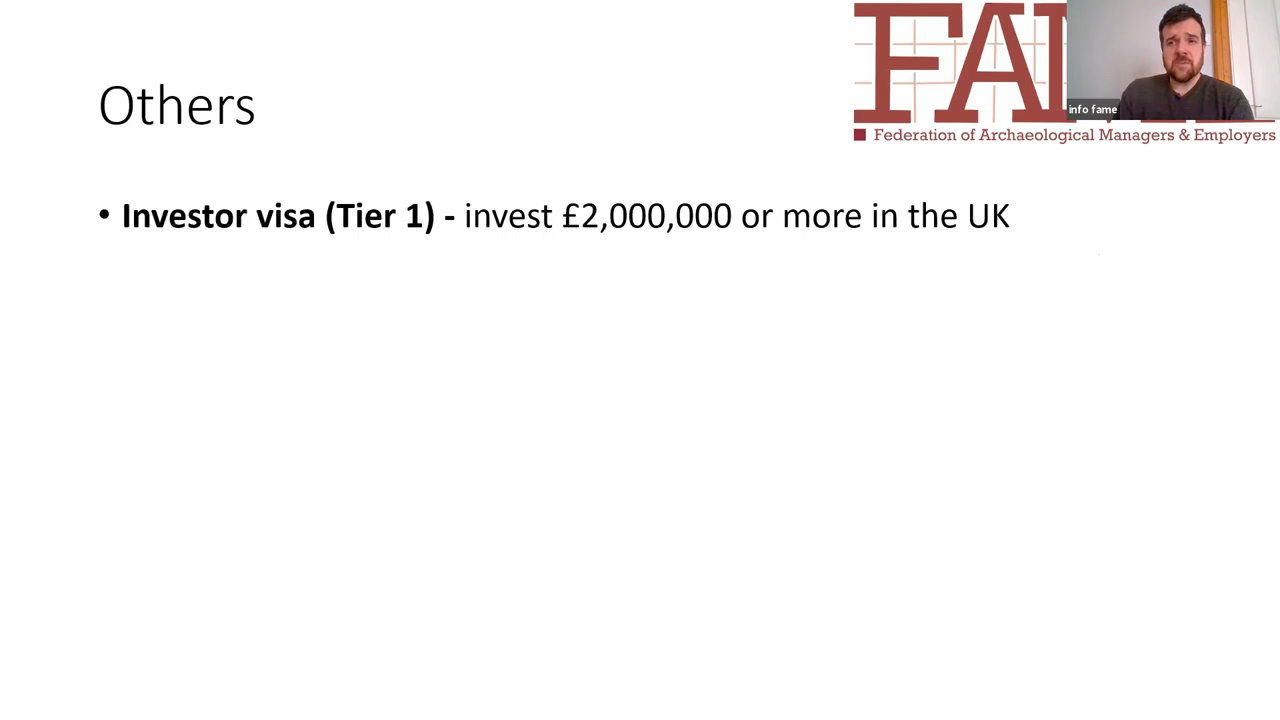 FA
info fame
Federation of Archaeological Managers & Employers
Others
• Investor visa (Tier 1) - invest £2,000,000 or more in the UK